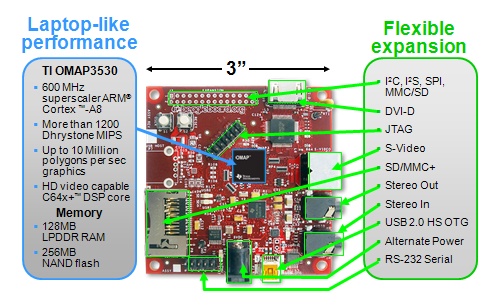 Laptop-like
performance
TI OMAP3530
• 600 MHz
superscaler ARM®
Cortex™-A8
• More than 1200
Dhrystone MIPS
• Up to 10 Million
polygons per sec
graphics
• HD video capable
C64x+™ DSP core
Memory
• 128MB
LPDDR RAM
• 256MB
NAND flash
3”
OMAP
Flexible
expansion
I²C, I²S, SPI,
MMC/SD
DVI-D
JTAG
S-Video
SD/MMC+
Stereo Out
Stereo In
USB 2.0 HS OTG
Alternate Power
RS-232 Serial